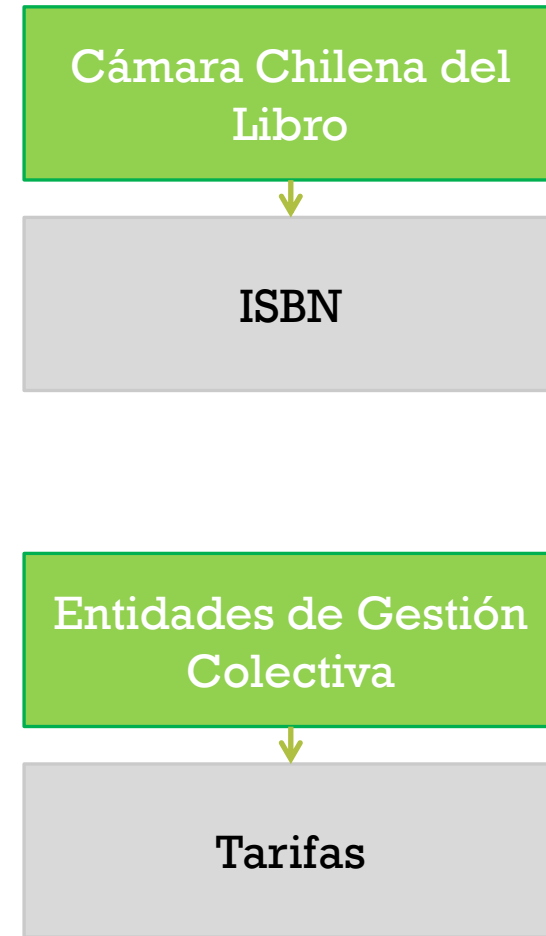 Cámara Chilena del
Libro
ISBN
Entidades de Gestión
Colectiva
Tarifas